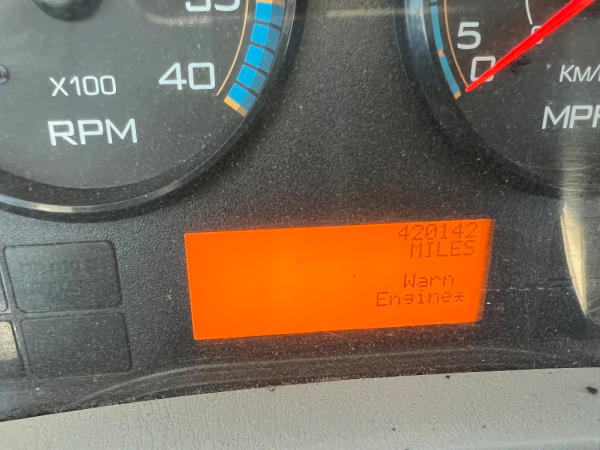 40
X100
RPM
5
0
KM/
MPH
420142
MILES
Warn
Engine*